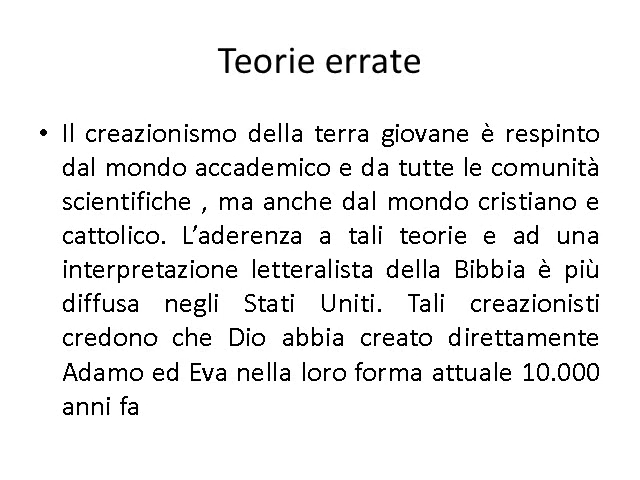 Teorie errate
• Il creazionismo della terra giovane è respinto
dal mondo accademico e da tutte le comunità
scientifiche , ma anche dal mondo cristiano e
cattolico. L’aderenza a tali teorie e ad una
interpretazione letteralista della Bibbia è più
diffusa negli Stati Uniti. Tali creazionisti
credono che Dio abbia creato direttamente
Adamo ed Eva nella loro forma attuale 10.000
anni fa